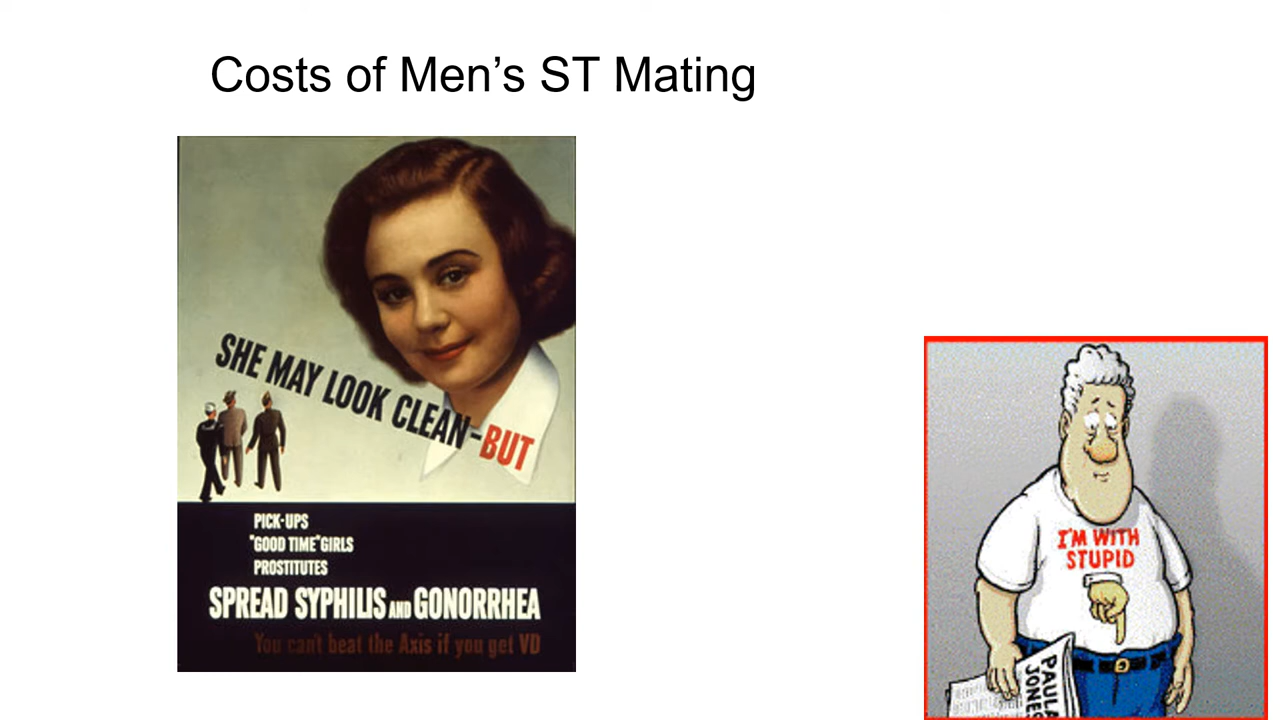 Costs of Men’s ST Mating
SHE MAY LOOK CLEAN-BUT
PICK-UPS
"GOOD TIME" GIRLS
PROSTITUTES
SPREAD SYPHILIS AND GONORRHEA
You can't beat the Axis if you get VD
I'M WITH
STUPID
PAULA
JONES